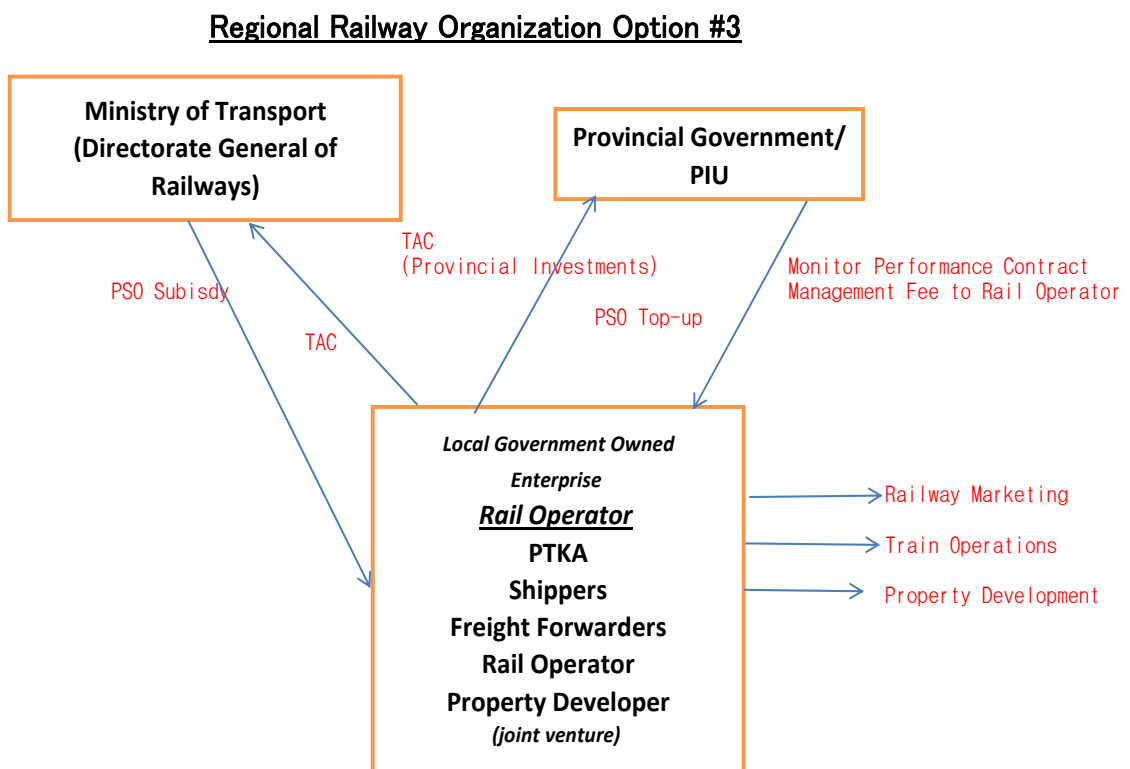 Regional Railway Organization Option #3
Ministry of Transport
(Directorate General of
Railways)
Provincial Government/
PIU
TAC
(Provincial Investments)
Monitor Performance Contract
Management Fee to Rail Operator
PSO Subisdy
PSO Top-up
TAC
Local Government Owned
Enterprise
Rail Operator
PTKA
Shippers
Freight Forwarders
Rail Operator
Property Developer
(joint venture)
Railway Marketing
Train Operations
Property Development